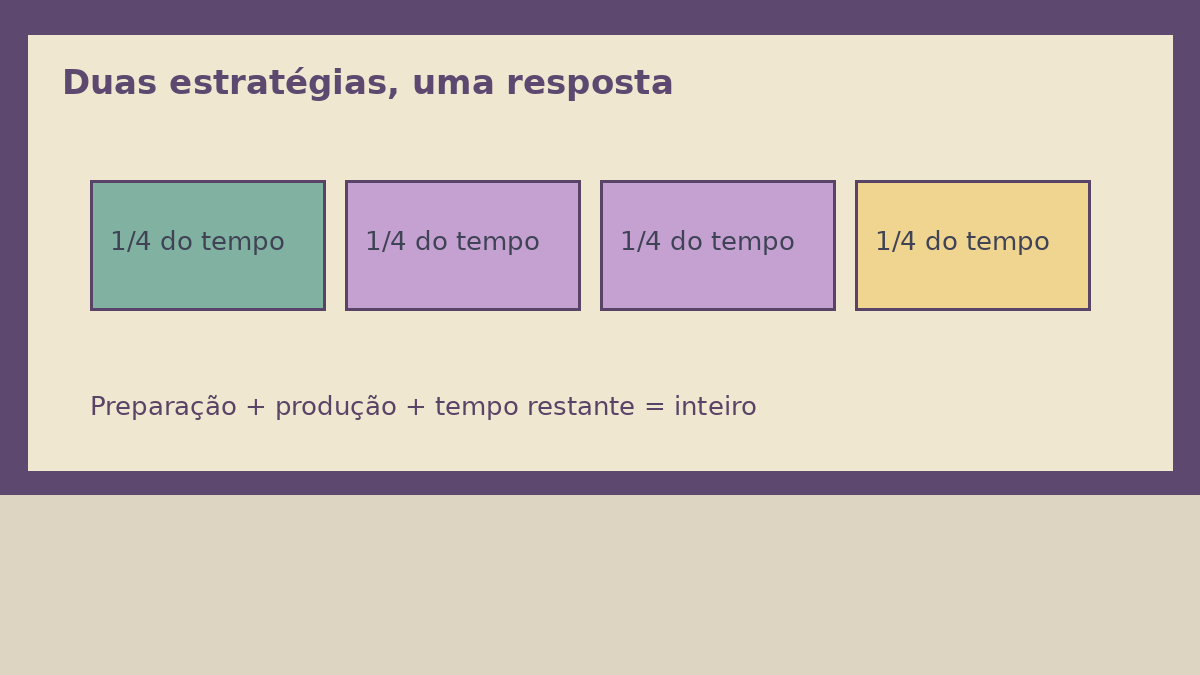 Duas estratégias, uma resposta
1/4 do tempo
1/4 do tempo
1/4 do tempo
1/4 do tempo
Preparação + produção + tempo restante = inteiro